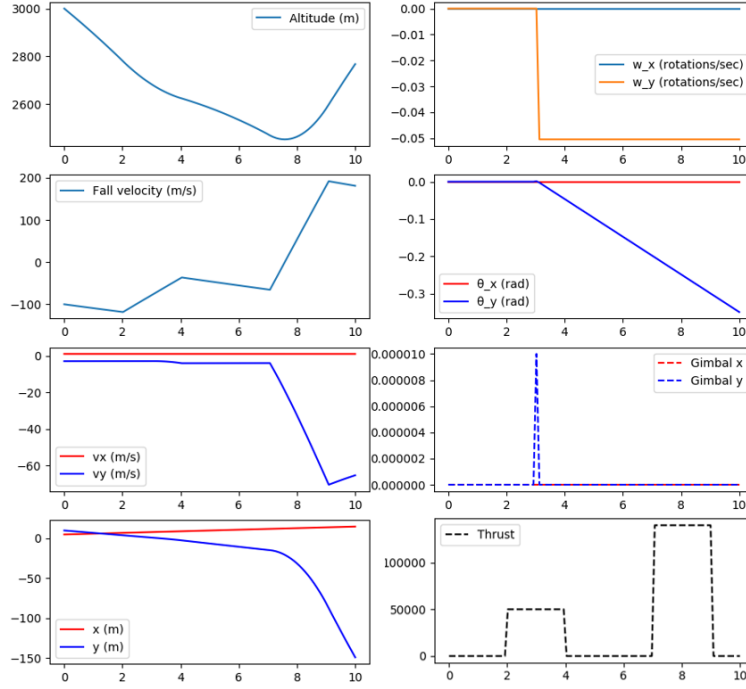 3000
2800
2600
0 2 4 6 8 10
Altitude (m)
0.00
−0.01
−0.02
−0.03
−0.04
−0.05
0 2 4 6 8 10
w_x (rotations/sec)
w_y (rotations/sec)
200
100
0
−100
0 2 4 6 8 10
Fall velocity (m/s)
0.0
−0.1
−0.2
−0.3
0 2 4 6 8 10
θ_x (rad)
θ_y (rad)
0
−20
−40
−60
0 2 4 6 8 10
vx (m/s)
vy (m/s)
0.000010
0.000008
0.000006
0.000004
0.000002
0.000000
0 2 4 6 8 10
Gimbal x
Gimbal y
0
−50
−100
−150
0 2 4 6 8 10
x (m)
y (m)
100000
50000
0
0 2 4 6 8 10
Thrust